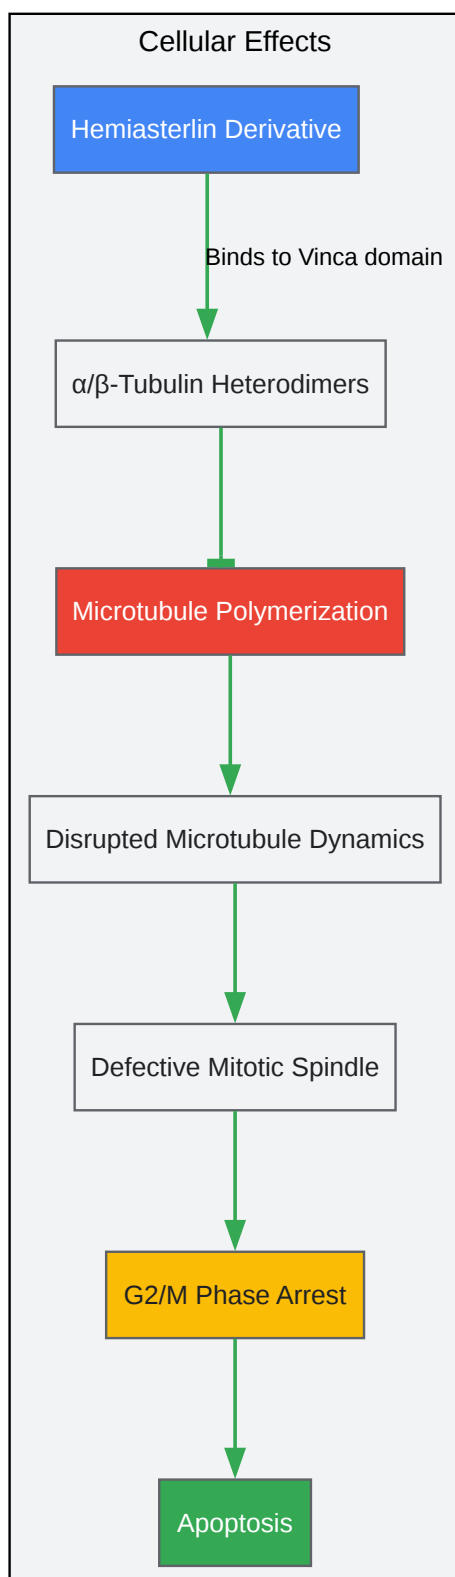 Cellular Effects
Hemiasterlin Derivative
Binds to Vinca domain
α/β-Tubulin Heterodimers
Microtubule Polymerization
Disrupted Microtubule Dynamics
Defective Mitotic Spindle
G2/M Phase Arrest
Apoptosis